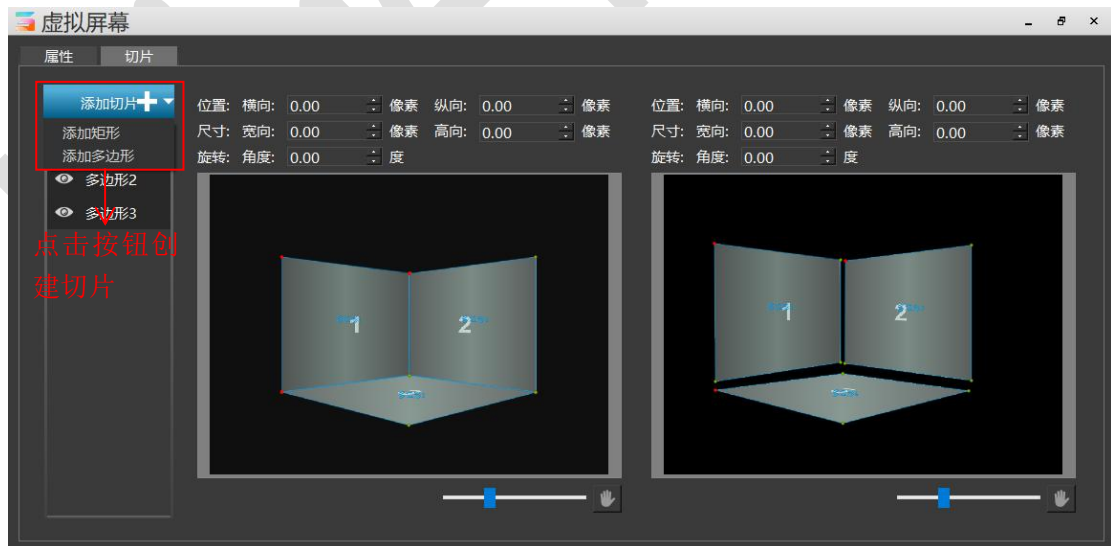 虚拟屏幕
属性 切片
添加切片
添加矩形
添加多边形
多边形2
多边形3
点击按钮创
建切片
位置: 横向: 0.00 像素 纵向: 0.00 像素
尺寸: 宽向: 0.00 像素 高向: 0.00 像素
旋转: 角度: 0.00 度
1
2
位置: 横向: 0.00 像素 纵向: 0.00 像素
尺寸: 宽向: 0.00 像素 高向: 0.00 像素
旋转: 角度: 0.00 度
1
2